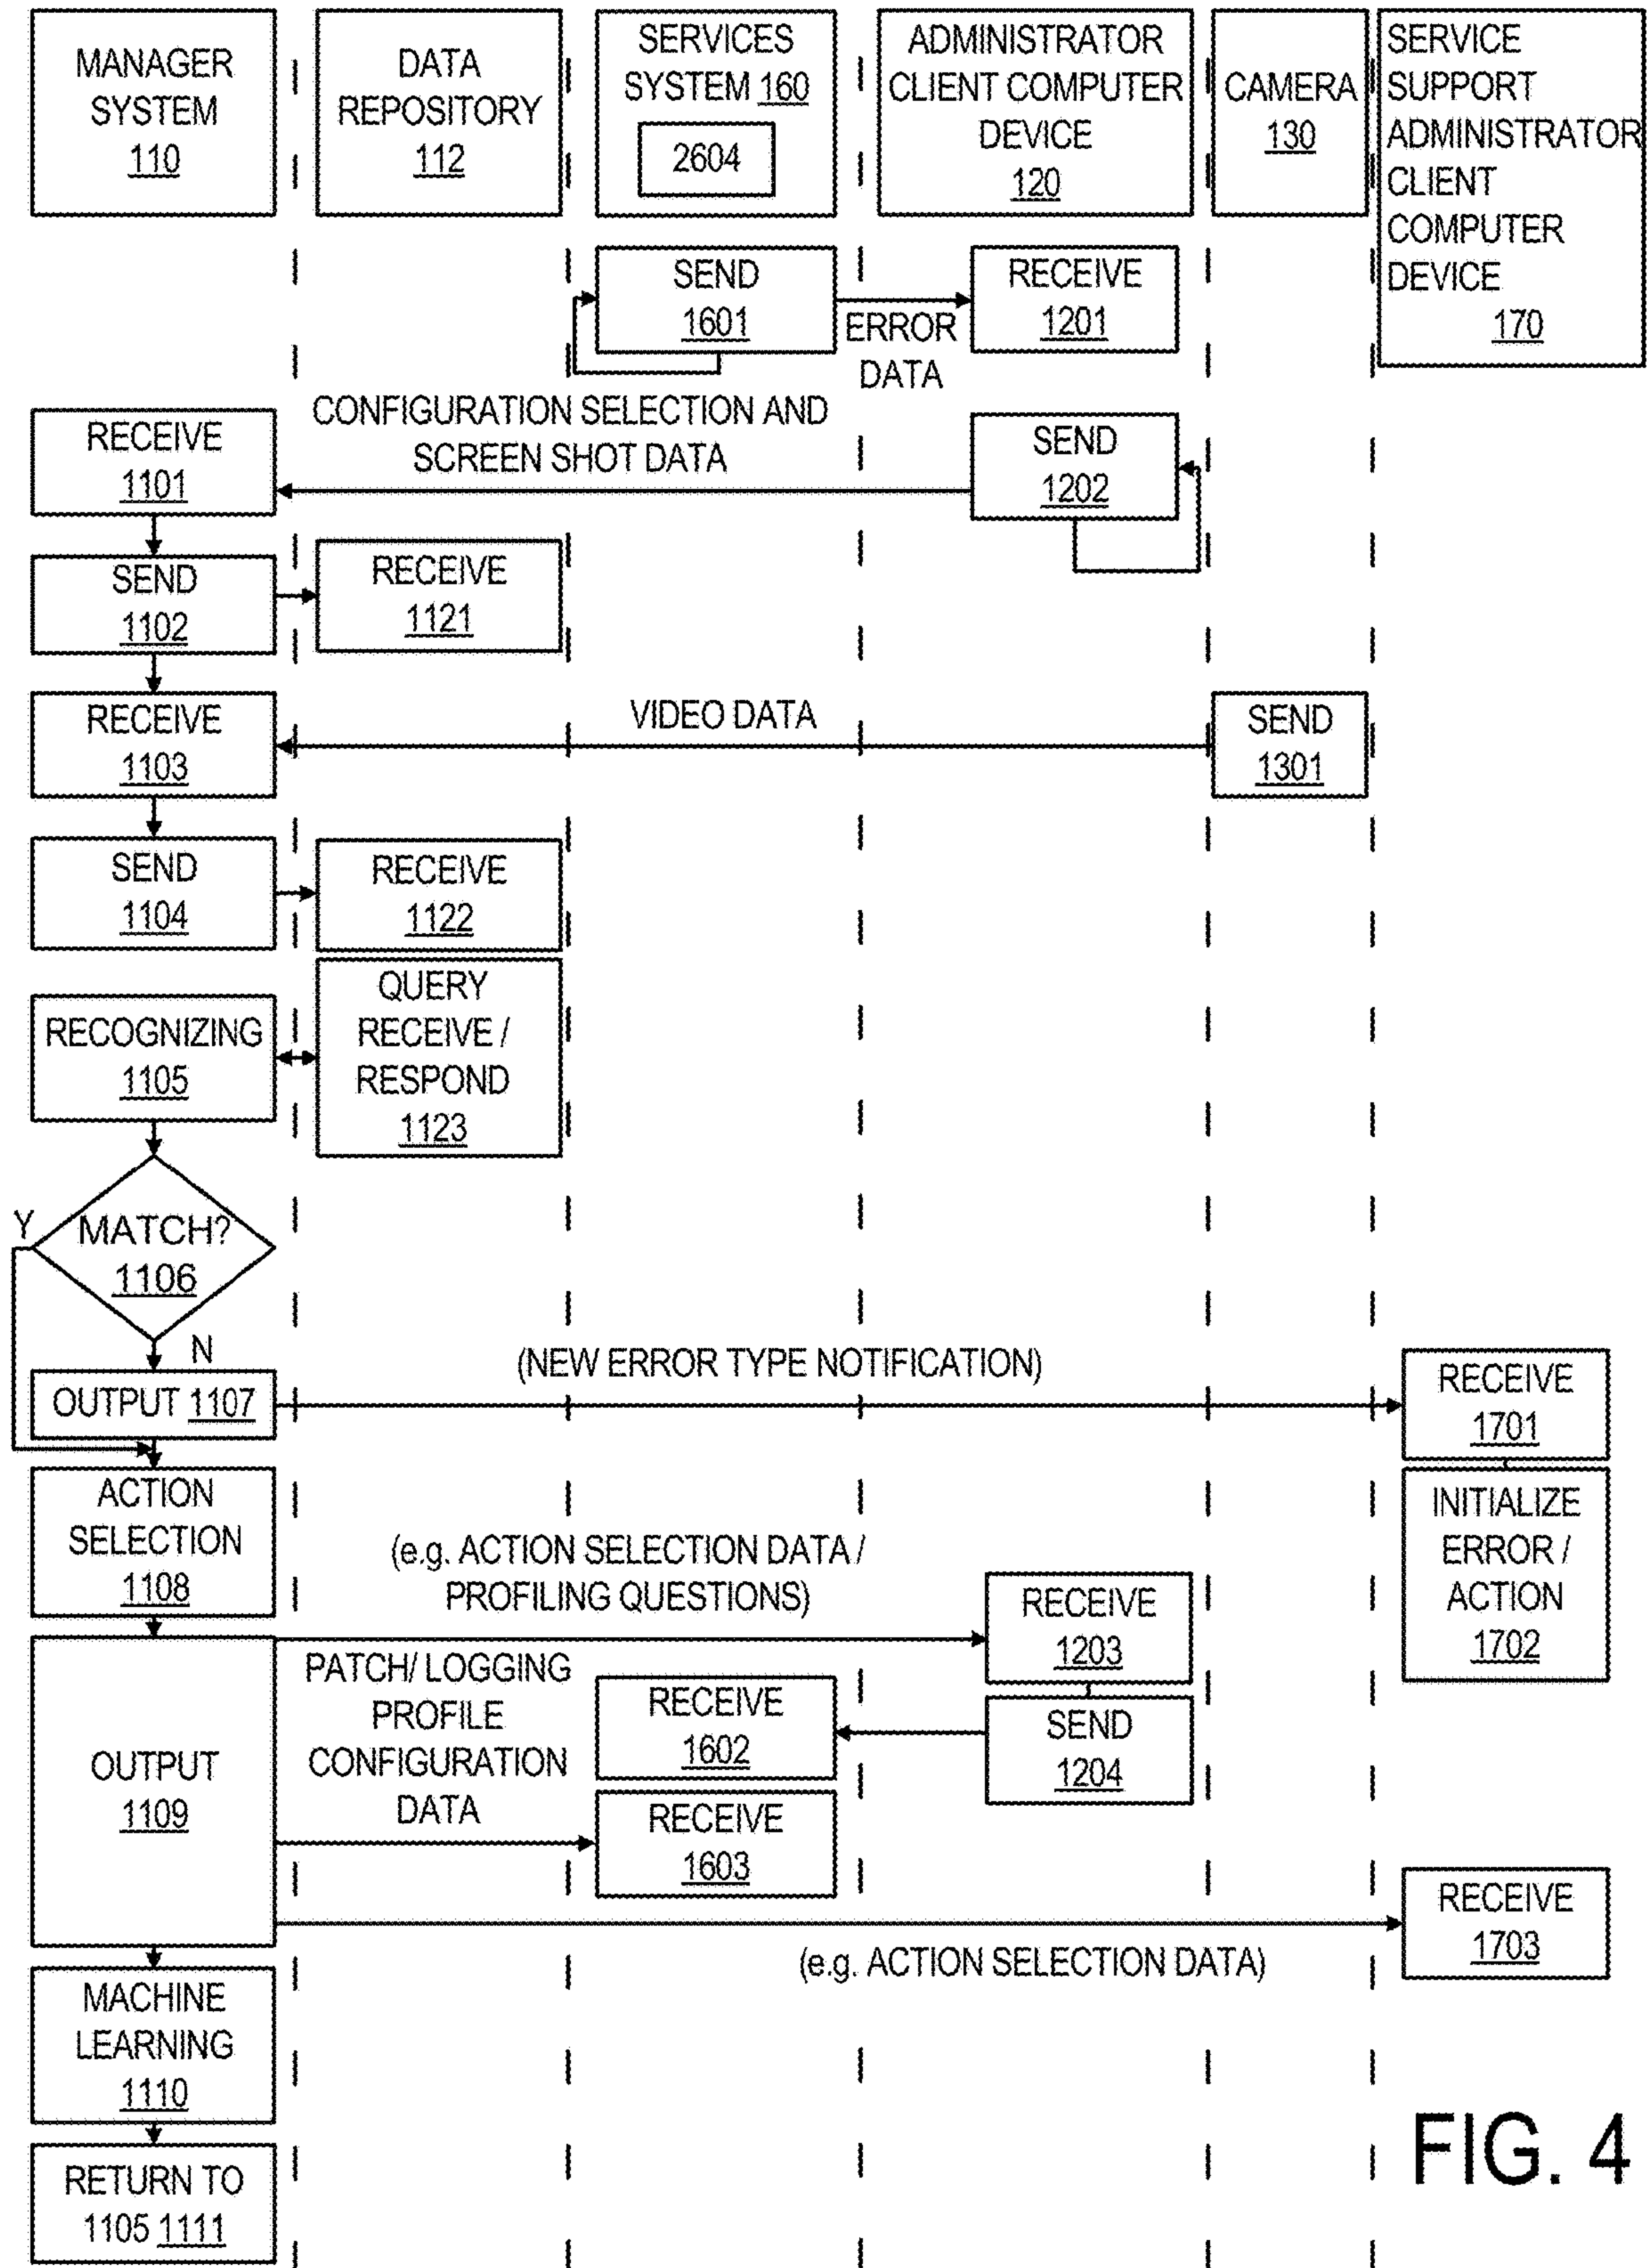 MANAGER
SYSTEM
110
DATA
REPOSITORY
112
SERVICES
SYSTEM 160
2604
ADMINISTRATOR
CLIENT COMPUTER
DEVICE
120
CAMERA
130
SERVICE
SUPPORT
ADMINISTRATOR
CLIENT
COMPUTER
DEVICE
170
SEND
1601
ERROR
DATA
RECEIVE
1201
RECEIVE
1101
CONFIGURATION SELECTION AND
SCREEN SHOT DATA
SEND
1202
SEND
1102
RECEIVE
1121
RECEIVE
1103
VIDEO DATA
SEND
1301
SEND
1104
RECEIVE
1122
RECOGNIZING
1105
QUERY
RECEIVE /
RESPOND
1123
Y
MATCH?
1106
N
OUTPUT 1107
(NEW ERROR TYPE NOTIFICATION)
RECEIVE
1701
ACTION
SELECTION
1108
INITIALIZE
ERROR /
ACTION
1702
(e.g. ACTION SELECTION DATA /
PROFILING QUESTIONS)
RECEIVE
1203
OUTPUT
1109
PATCH/ LOGGING
PROFILE
CONFIGURATION
DATA
RECEIVE
1602
SEND
1204
RECEIVE
1603
RECEIVE
1703
(e.g. ACTION SELECTION DATA)
MACHINE
LEARNING
1110
RETURN TO
1105 1111
FIG. 4